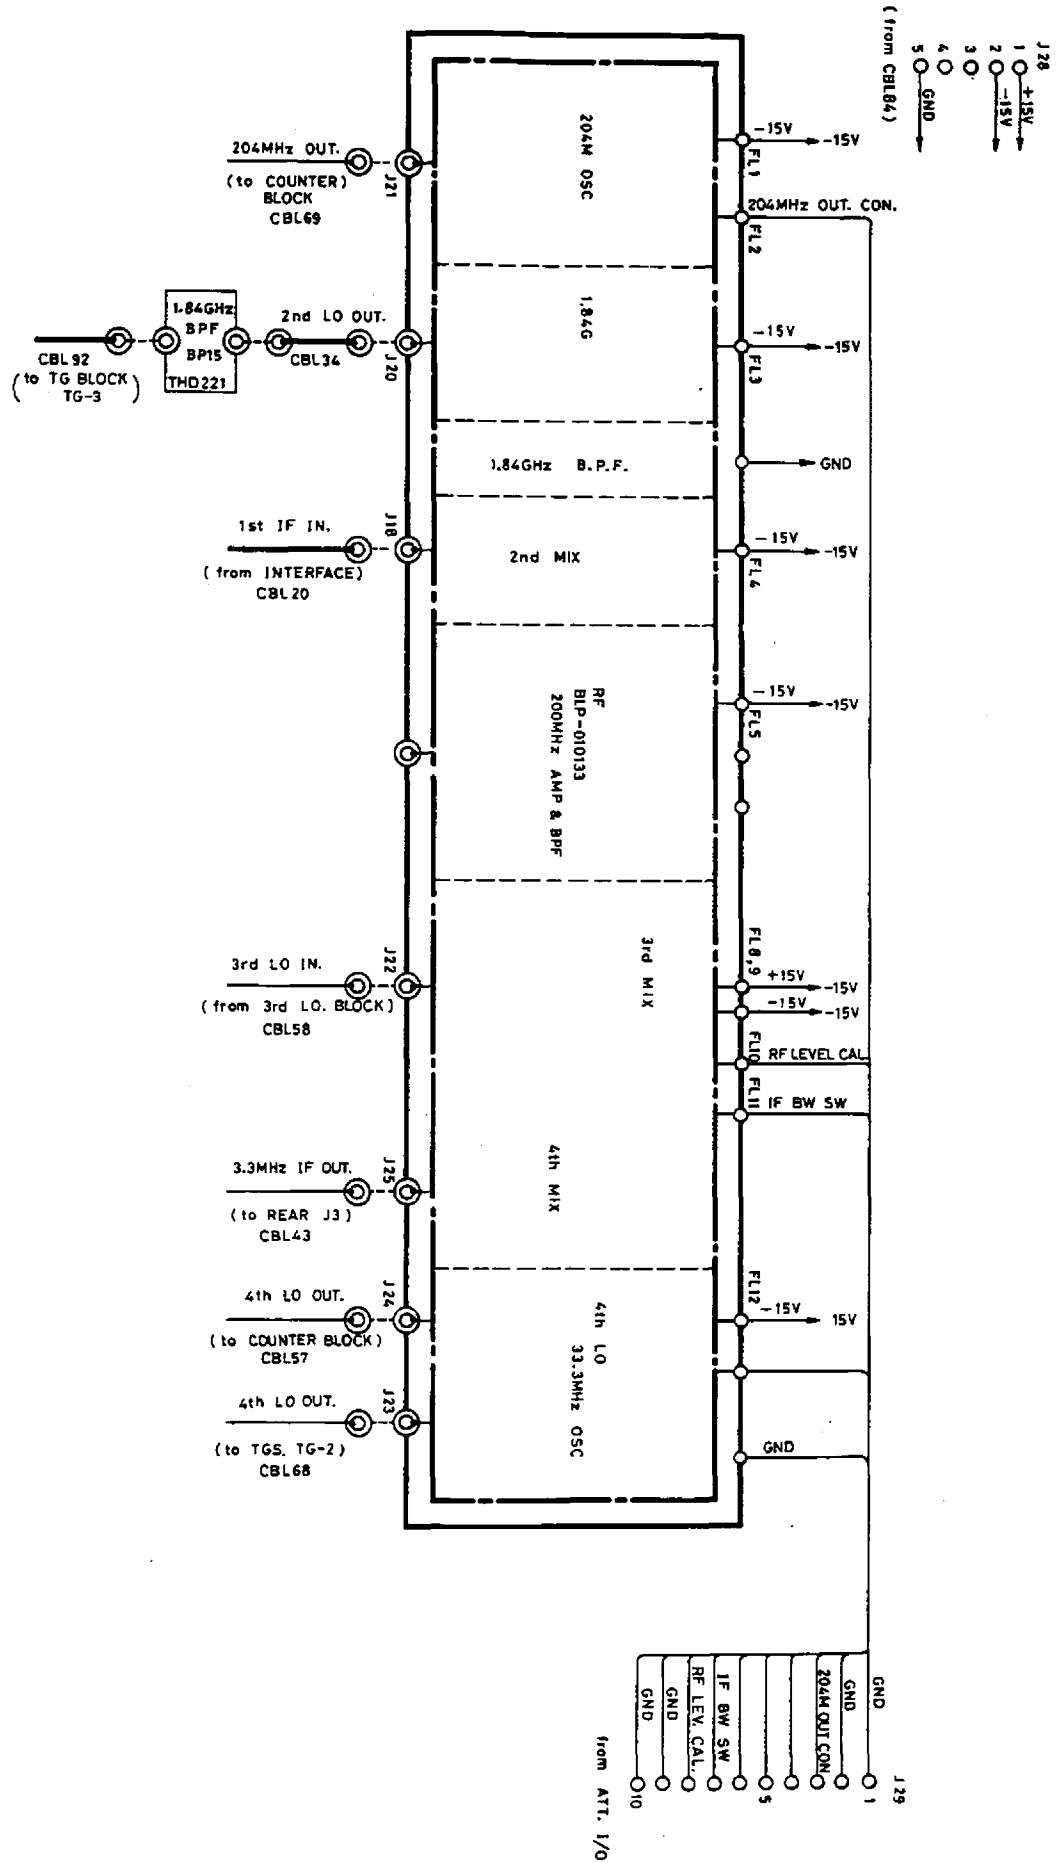 J28
1 +15V
2 -15V
3
4
5 GND
(from CBL84)
-15V
-15V
FL1
204MHz OUT. CON.
FL2
-15V
-15V
FL3
GND
-15V
-15V
FL4
-15V
-15V
FL5
FL8,9
+15V
-15V
-15V
-15V
FL10
RF LEVEL CAL
FL11
IF BW SW
FL12
-15V
15V
GND
204M OSC
1.84G
1.84GHz B.P.F.
2nd MIX
RF
BLP-010133
200MHz AMP & BPF
3rd MIX
4th MIX
4th LO
33.3MHz OSC
204MHz OUT.
(to COUNTER)
BLOCK
CBL69
J21
1.84GHz
BPF
BP15
THD221
2nd LO OUT.
CBL34
J20
CBL92
(to TG BLOCK)
TG-3
1st IF IN.
(from INTERFACE)
CBL20
J18
3rd LO IN.
(from 3rd LO. BLOCK)
CBL58
J22
3.3MHz IF OUT.
(to REAR J3)
CBL43
J25
4th LO OUT.
(to COUNTER BLOCK)
CBL57
J24
4th LO OUT.
(to TGS. TG-2)
CBL68
J23
J29
GND
1
GND
204M OUT CON
5
IF BW SW
RF LEV. CAL.
GND
GND
10
from ATT. I/O